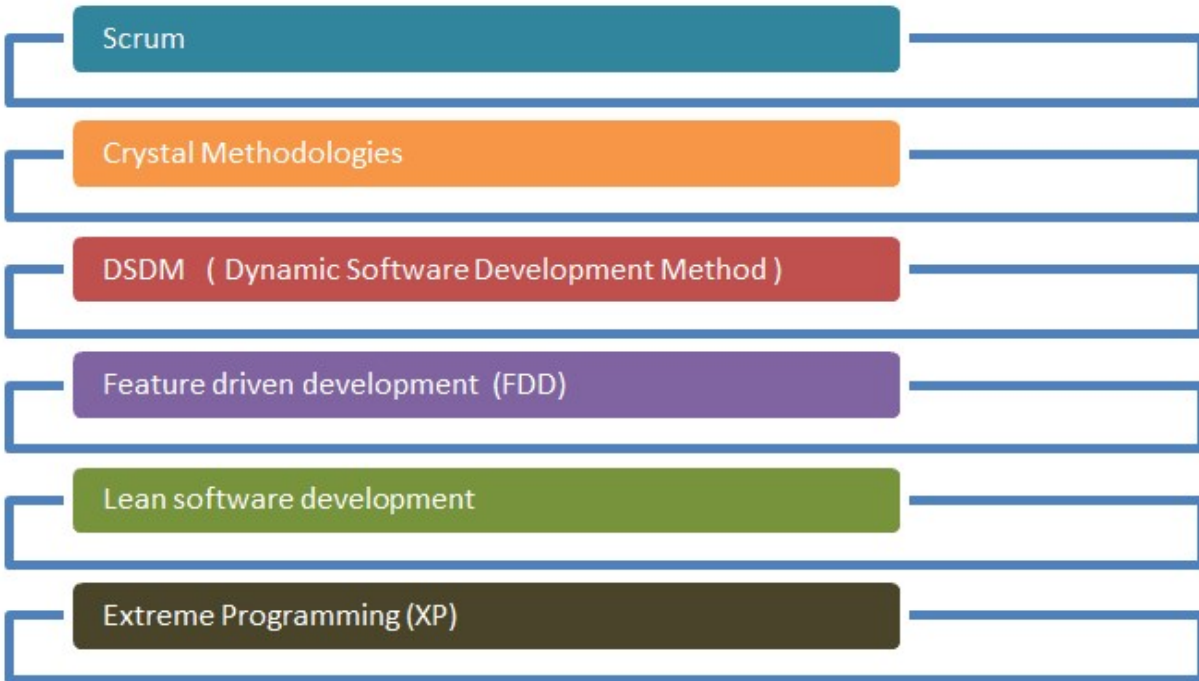 Scrum
Crystal Methodologies
DSDM ( Dynamic Software Development Method )
Feature driven development (FDD)
Lean software development
Extreme Programming (XP)